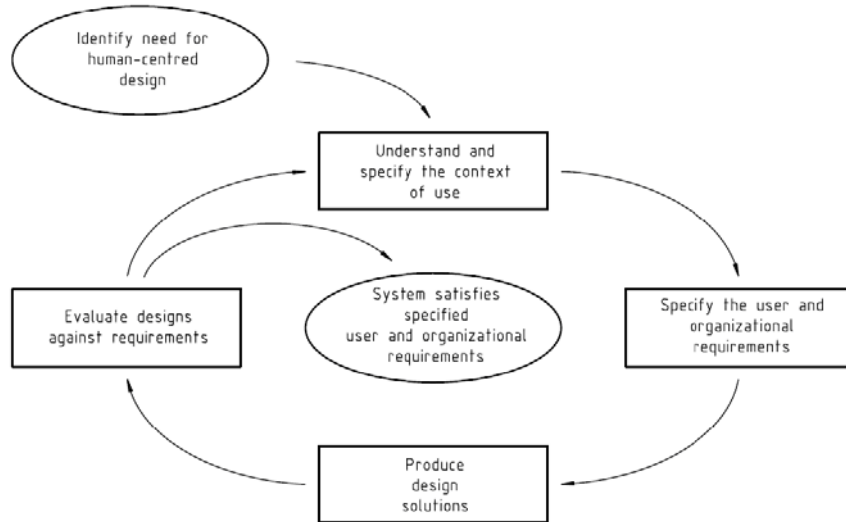 Identify need for
human-centred
design
Understand and
specify the context
of use
Evaluate designs
against requirements
System satisfies
specified
user and organizational
requirements
Specify the user and
organizational
requirements
Produce
design
solutions